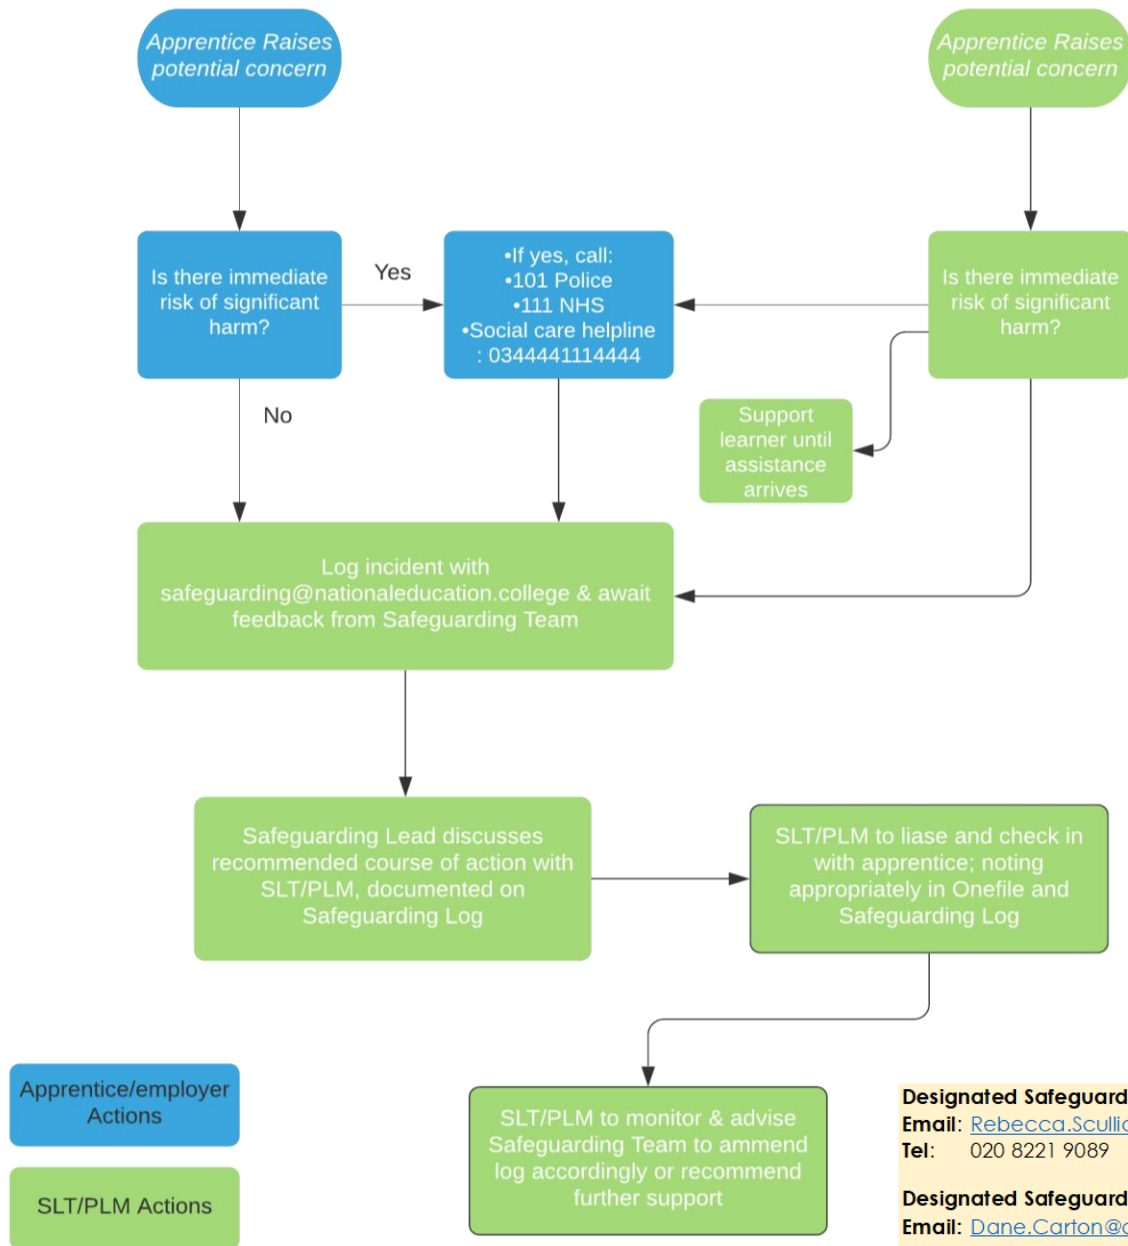 Apprentice Raises
potential concern
Apprentice Raises
potential concern
Is there immediate
risk of significant
harm?
Yes
•If yes, call:
•101 Police
•111 NHS
•Social care helpline
: 0344441114444
Is there immediate
risk of significant
harm?
No
Support
learner until
assistance
arrives
Log incident with
safeguarding@nationaleducation.college & await
feedback from Safeguarding Team
Safeguarding Lead discusses
recommended course of action with
SLT/PLM, documented on
Safeguarding Log
SLT/PLM to liase and check in
with apprentice; noting
appropriately in Onefile and
Safeguarding Log
Apprentice/employer
Actions
SLT/PLM Actions
SLT/PLM to monitor & advise
Safeguarding Team to ammend
log accordingly or recommend
further support
Designated Safeguard
Email: Rebecca.Scullio
Tel: 020 8221 9089
Designated Safeguard
Email: Dane.Carton@